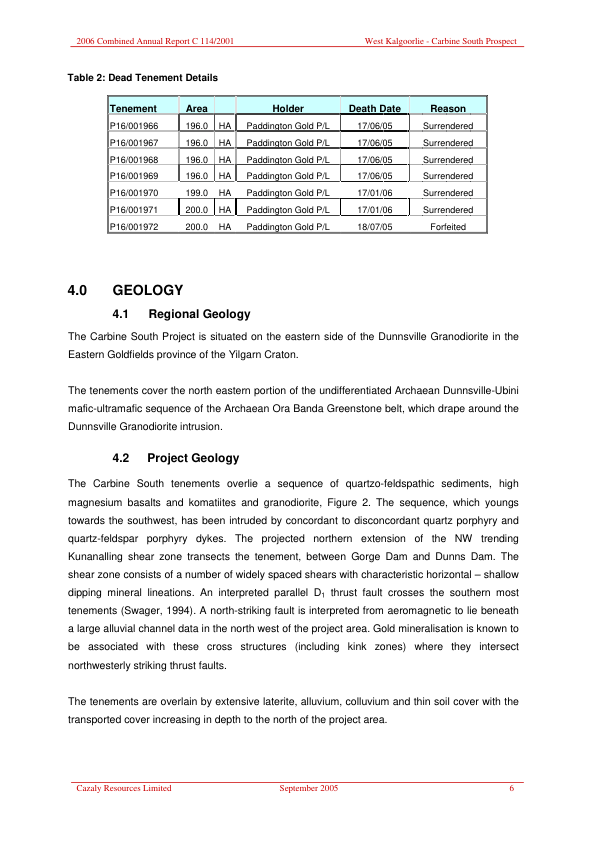 2006 Combined Annual Report C 114/2001 West Kalgoorlie - Carbine South Prospect
Table 2: Dead Tenement Details
Tenement Area Holder Death Date Reason
P16/001966 196.0 HA Paddington Gold P/L 17/06/05 Surrendered
P16/001967 196.0 HA Paddington Gold P/L 17/06/05 Surrendered
P16/001968 196.0 HA Paddington Gold P/L 17/06/05 Surrendered
P16/001969 196.0 HA Paddington Gold P/L 17/06/05 Surrendered
P16/001970 199.0 HA Paddington Gold P/L 17/01/06 Surrendered
P16/001971 200.0 HA Paddington Gold P/L 17/01/06 Surrendered
P16/001972 200.0 HA Paddington Gold P/L 18/07/05 Forfeited
4.0 GEOLOGY
4.1 Regional Geology
The Carbine South Project is situated on the eastern side of the Dunnsville Granodiorite in the
Eastern Goldfields province of the Yilgarn Craton.
The tenements cover the north eastern portion of the undifferentiated Archaean Dunnsville-Ubini
mafic-ultramafic sequence of the Archaean Ora Banda Greenstone belt, which drape around the
Dunnsville Granodiorite intrusion.
4.2 Project Geology
The Carbine South tenements overlie a sequence of quartzo-feldspathic sediments, high
magnesium basalts and komatiites and granodiorite, Figure 2. The sequence, which youngs
towards the southwest, has been intruded by concordant to disconcordant quartz porphyry and
quartz-feldspar porphyry dykes. The projected northern extension of the NW trending
Kunanalling shear zone transects the tenement, between Gorge Dam and Dunns Dam. The
shear zone consists of a number of widely spaced shears with characteristic horizontal – shallow
dipping mineral lineations. An interpreted parallel D₁ thrust fault crosses the southern most
tenements (Swager, 1994). A north-striking fault is interpreted from aeromagnetic to lie beneath
a large alluvial channel data in the north west of the project area. Gold mineralisation is known to
be associated with these cross structures (including kink zones) where they intersect
northwesterly striking thrust faults.
The tenements are overlain by extensive laterite, alluvium, colluvium and thin soil cover with the
transported cover increasing in depth to the north of the project area.
Cazaly Resources Limited September 2005 6